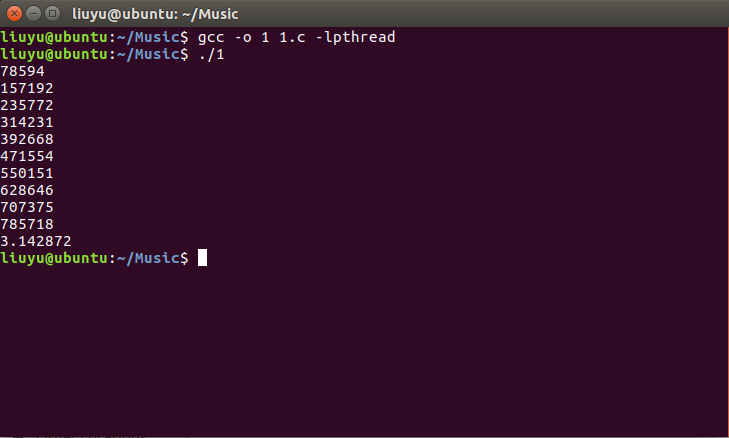 liuyu@ubuntu: ~/Music
liuyu@ubuntu:~/Music$ gcc -o 1 1.c -lpthread
liuyu@ubuntu:~/Music$ ./1
78594
157192
235772
314231
392668
471554
550151
628646
707375
785718
3.142872
liuyu@ubuntu:~/Music$